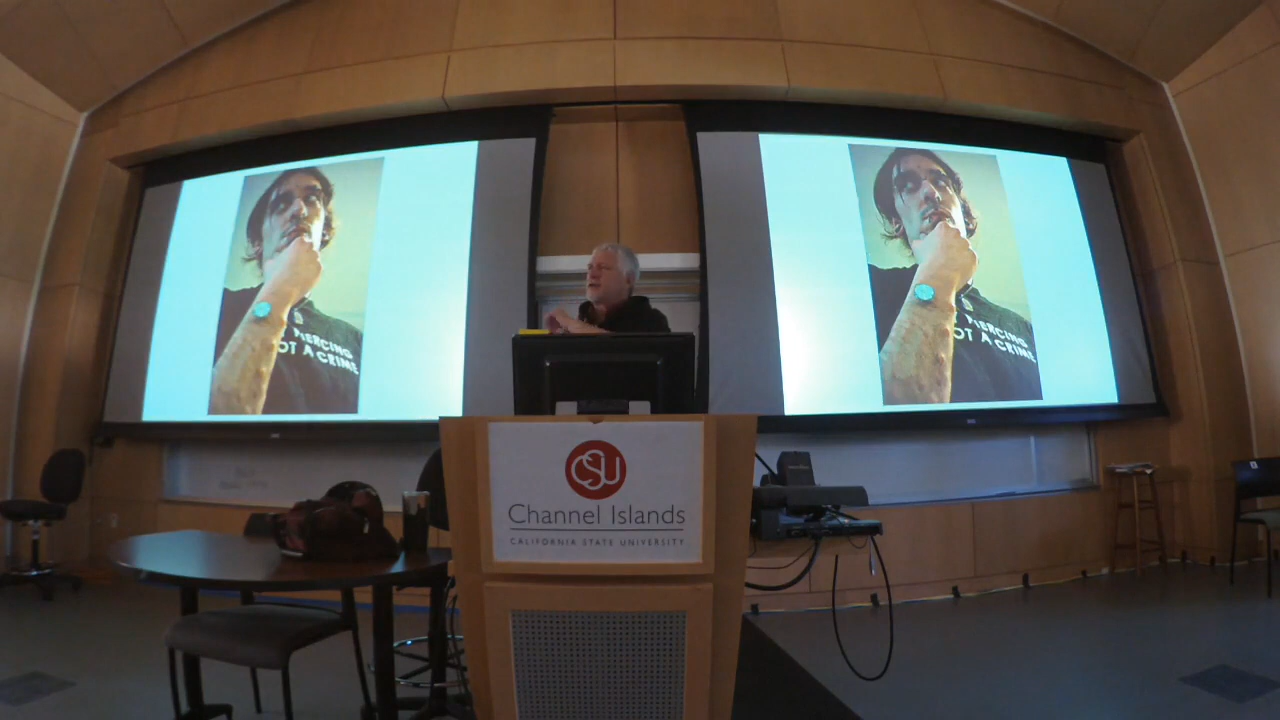 PIERCING
OT A CRIME
PIERCING
OT A CRIME
CSU
Channel Islands
CALIFORNIA STATE UNIVERSITY